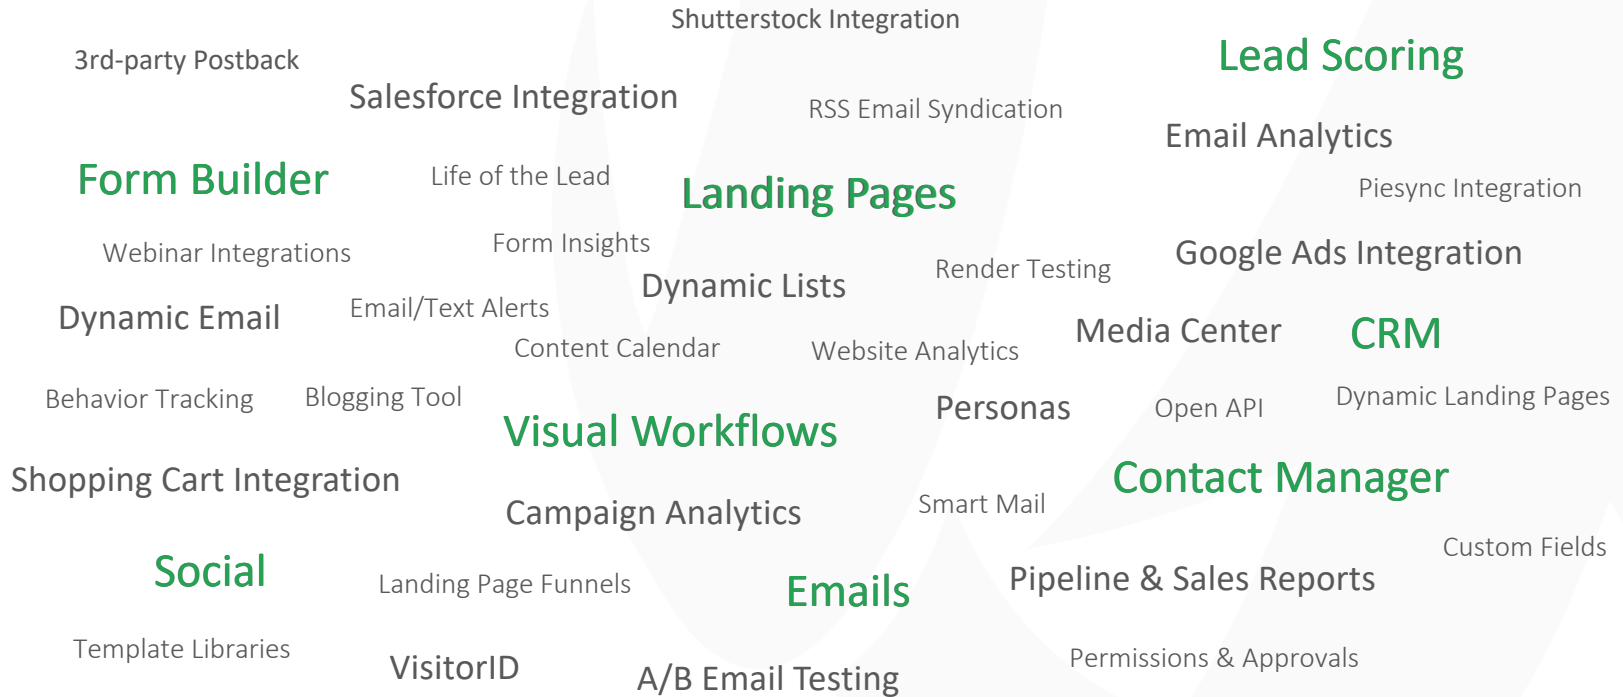 Shutterstock Integration
3rd-party Postback
Lead Scoring
Salesforce Integration
RSS Email Syndication
Email Analytics
Form Builder
Life of the Lead
Landing Pages
Piesync Integration
Webinar Integrations
Form Insights
Google Ads Integration
Dynamic Lists
Render Testing
Dynamic Email
Email/Text Alerts
Media Center
CRM
Content Calendar
Website Analytics
Behavior Tracking
Blogging Tool
Personas
Open API
Dynamic Landing Pages
Visual Workflows
Shopping Cart Integration
Contact Manager
Campaign Analytics
Smart Mail
Custom Fields
Social
Landing Page Funnels
Emails
Pipeline & Sales Reports
Template Libraries
VisitorID
A/B Email Testing
Permissions & Approvals